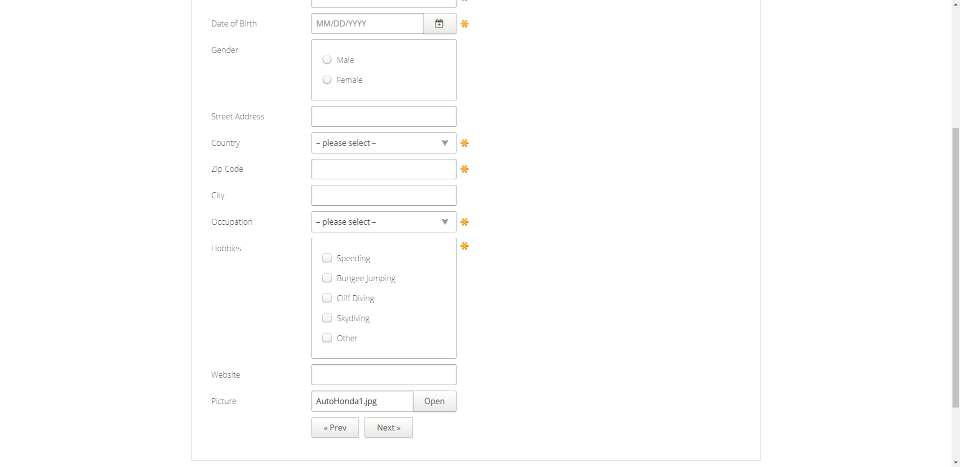 Date of Birth MM/DD/YYYY
Gender
Male
Female
Street Address
Country – please select –
Zip Code
City
Occupation – please select –
Hobbies
Speeding
Bungee Jumping
Cliff Diving
Skydiving
Other
Website
Picture AutoHonda1.jpg Open
« Prev Next »